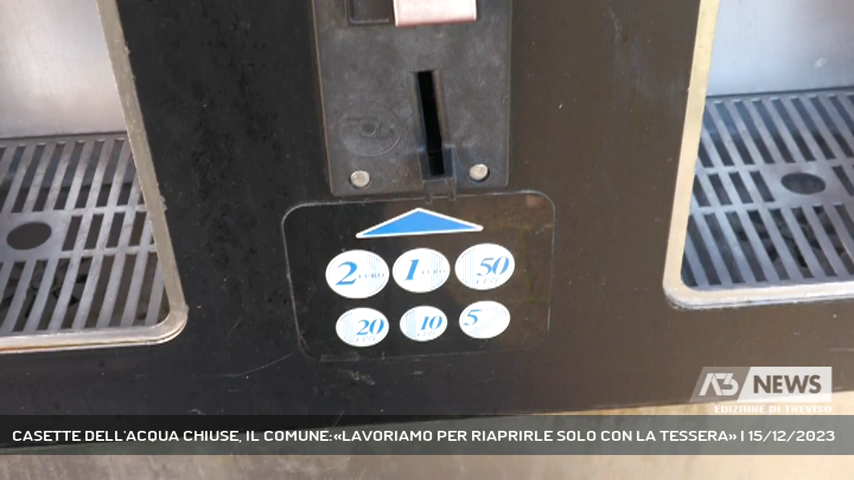 2 EURO 1 EURO 50
20 10 5
A3 NEWS
EDIZIONE DI TREVISO
CASETTE DELL'ACQUA CHIUSE, IL COMUNE:«LAVORIAMO PER RIAPRIRLE SOLO CON LA TESSERA» | 15/12/2023